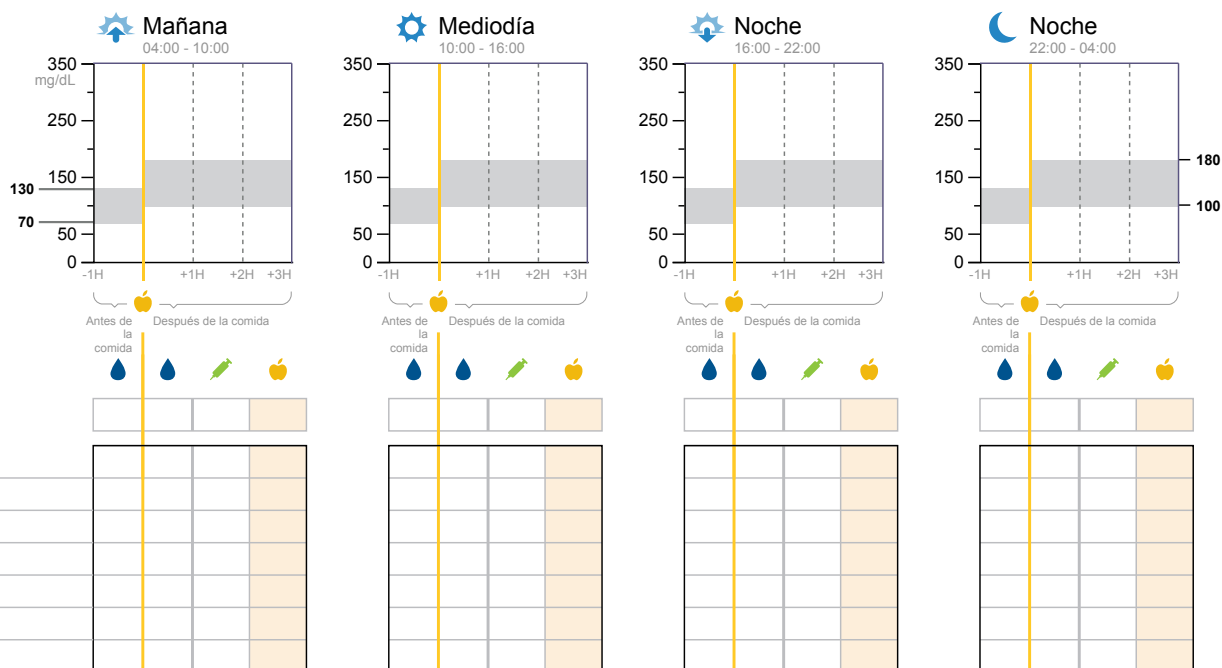 Mañana
04:00 - 10:00
Mediodía
10:00 - 16:00
Noche
16:00 - 22:00
Noche
22:00 - 04:00
350
mg/dL
250
150
130
70
50
0
-1H
+1H
+2H
+3H
350
250
150
50
0
-1H
+1H
+2H
+3H
350
250
150
50
0
-1H
+1H
+2H
+3H
350
250
150
50
0
180
100
-1H
+1H
+2H
+3H
Antes de
la
comida
Después de la comida
Antes de
la
comida
Después de la comida
Antes de
la
comida
Después de la comida
Antes de
la
comida
Después de la comida